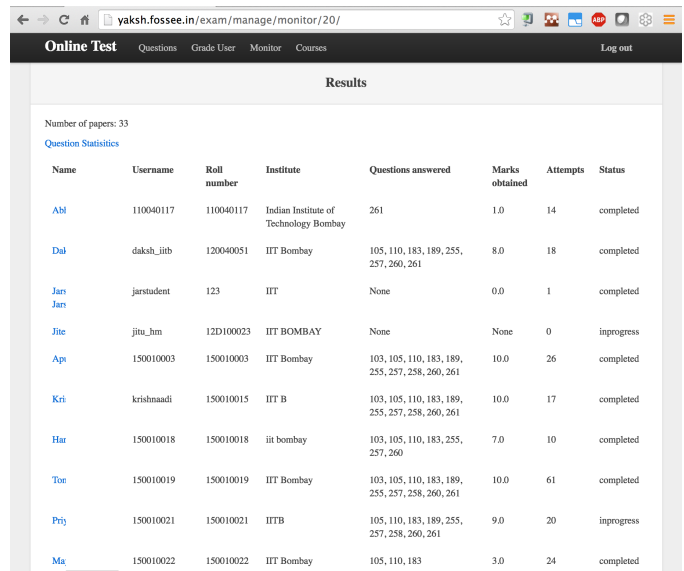 yaksh.fossee.in/exam/manage/monitor/20/
ABP
Online Test Questions Grade User Monitor Courses Log out
Results
Number of papers: 33
Question Statisitics
Name Username Roll number Institute Questions answered Marks obtained Attempts Status
110040117 110040117 Indian Institute of Technology Bombay 261 1.0 14 completed
daksh_iitb 120040051 IIT Bombay 105, 110, 183, 189, 255, 257, 260, 261 8.0 18 completed
jarstudent 123 IIT None 0.0 1 completed
Jite jitu_hm 12D100023 IIT BOMBAY None None 0 inprogress
150010003 150010003 IIT Bombay 103, 105, 110, 183, 189, 255, 257, 258, 260, 261 10.0 26 completed
Kri krishnaadi 150010015 IIT B 103, 105, 110, 183, 189, 255, 257, 258, 260, 261 10.0 17 completed
150010018 150010018 iit bombay 103, 105, 110, 183, 255, 257, 260 7.0 10 completed
150010019 150010019 IIT Bombay 103, 105, 110, 183, 189, 255, 257, 258, 260, 261 10.0 61 completed
150010021 150010021 IITB 105, 110, 183, 189, 255, 257, 258, 260, 261 9.0 20 inprogress
150010022 150010022 IIT Bombay 105, 110, 183 3.0 24 completed